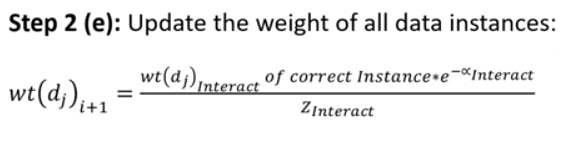 Step 2 (e): Update the weight of all data instances:
wt(dⱼ)ᵢ₊₁ = wt(dⱼ)Interact of correct Instance*e^-∝Interact / ZInteract